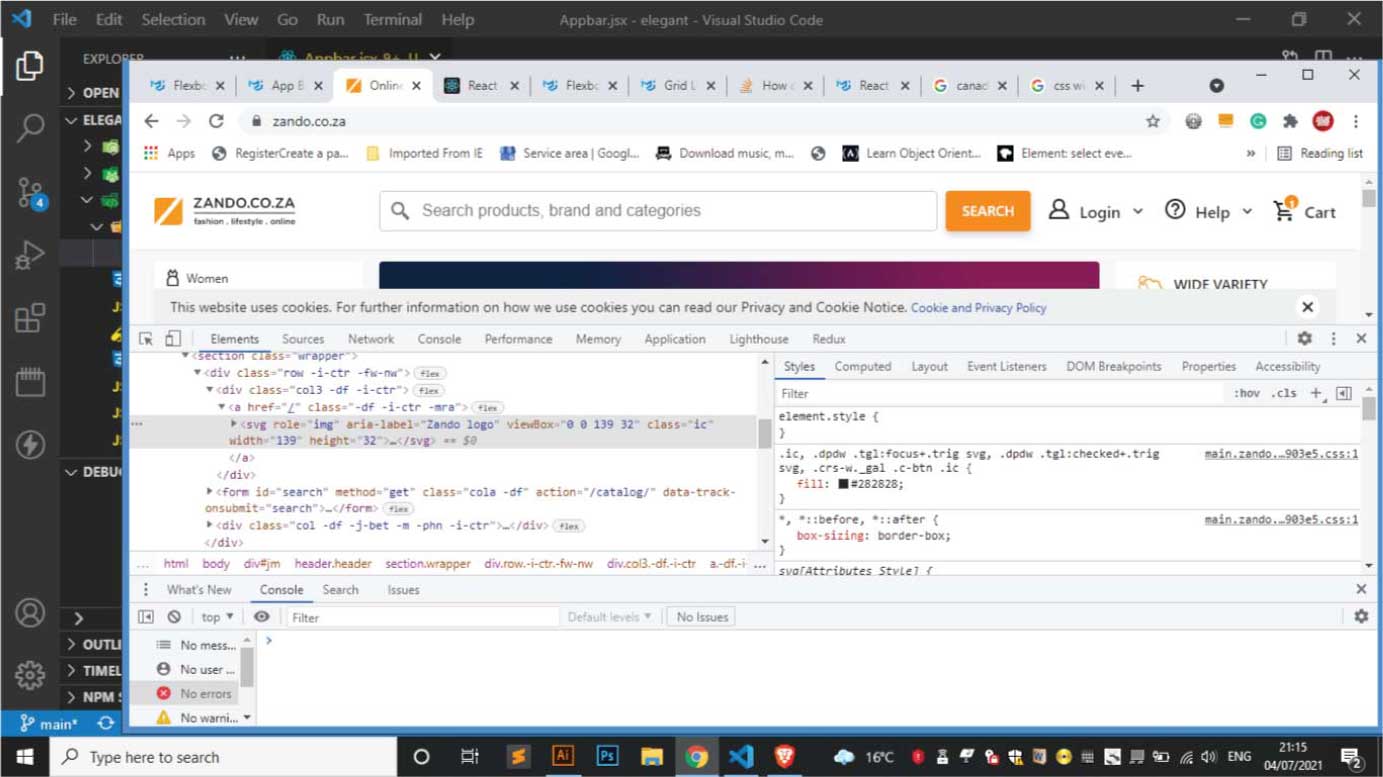 File Edit Selection View Go Run Terminal Help Appbar.jsx - elegant - Visual Studio Code
EXPLORER ... Appbar.jsx 9+, U
OPEN
ELEGA
4
DEBU
OUTLI
TIMEL
NPM S
main*
Flexbo App B Online React Flexbo Grid L How React canad css wi
zando.co.za
Apps RegisterCreate a pa... Imported From IE Service area | Googl... Download music, m... Learn Object Orient... Element: select eve... » Reading list
ZANDO.CO.ZA
fashion . lifestyle . online
Search products, brand and categories
SEARCH
Login
Help
1
Cart
Women
WIDE VARIETY
This website uses cookies. For further information on how we use cookies you can read our Privacy and Cookie Notice. Cookie and Privacy Policy
Elements Sources Network Console Performance Memory Application Lighthouse Redux
<section class="wrapper">
<div class="row -i-ctr -fw-nw"> flex
<div class="col3 -df -i-ctr"> flex
<a href="/" class="-df -i-ctr -mra"> flex
<svg role="img" aria-label="Zando logo" viewBox="0 0 139 32" class="ic"
width="139" height="32">…</svg> == $0
</a>
</div>
<form id="search" method="get" class="cola -df" action="/catalog/" data-track-
onsubmit="search">…</form> flex
<div class="col -df -j-bet -m -phn -i-ctr">…</div> flex
</div>
... html body div#jm header.header section.wrapper div.row.-i-ctr.-fw-nw div.col3.-df.-i-ctr a.-df.-i- ...
Styles Computed Layout Event Listeners DOM Breakpoints Properties Accessibility
Filter :hov .cls +
element.style {
}
.ic, .dpdw .tgl:focus+.trig svg, .dpdw .tgl:checked+.trig main.zando.…903e5.css:1
svg, .crs-w._gal .c-btn .ic {
fill: #282828;
}
*, *::before, *::after { main.zando.…903e5.css:1
box-sizing: border-box;
}
svg[Attributes Style] {
What's New Console Search Issues
top Filter Default levels No Issues
No mess...
No user ...
No errors
No warni...
Type here to search
Ai
Ps
16°C
ENG
21:15
04/07/2021
2